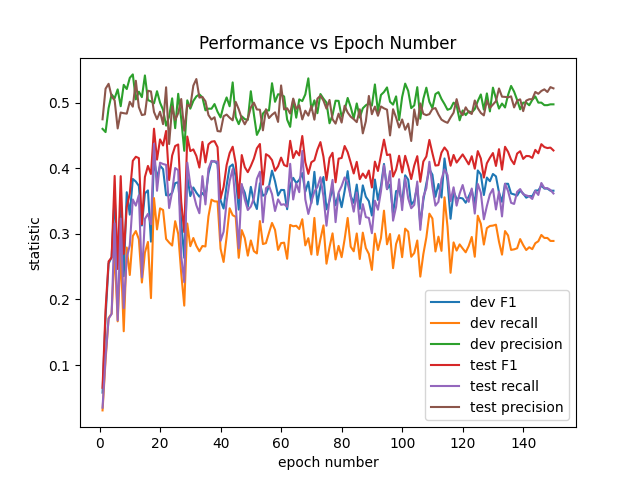 Performance vs Epoch Number
statistic
0.5
0.4
0.3
0.2
0.1
dev F1
dev recall
dev precision
test F1
test recall
test precision
0 20 40 60 80 100 120 140
epoch number